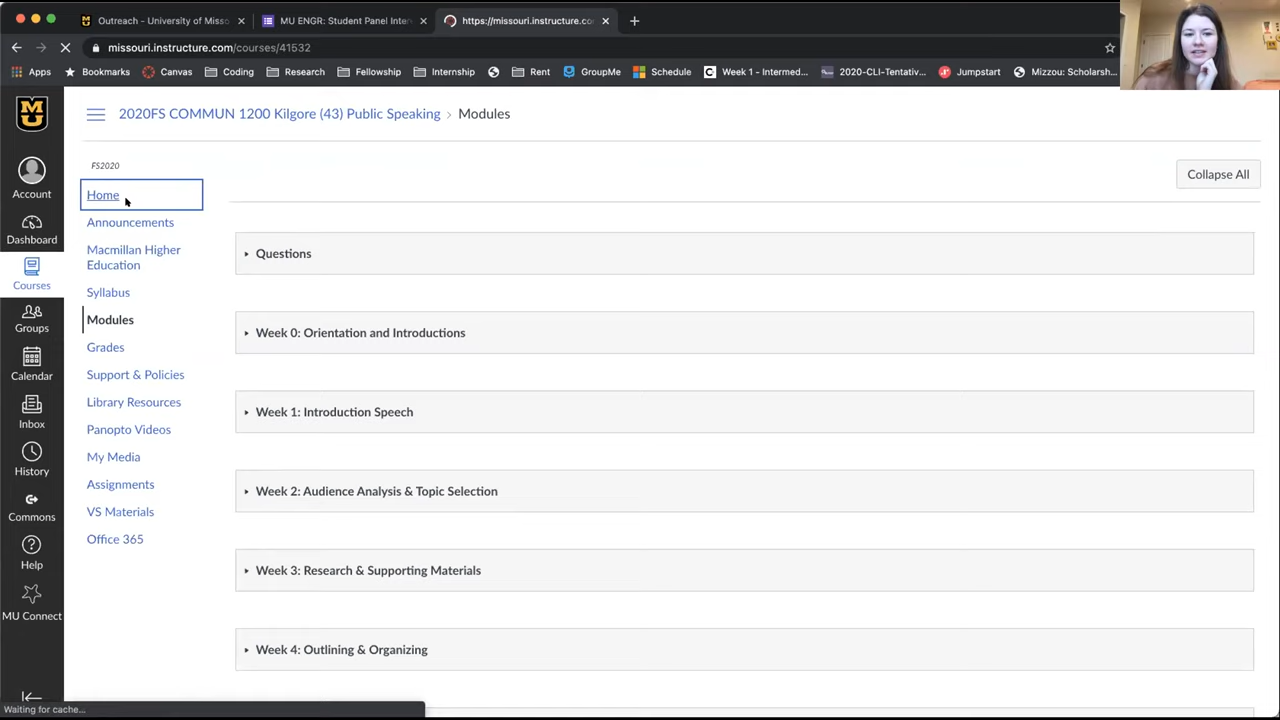 Outreach - University of Misso
MU ENGR: Student Panel Inter
https://missouri.instructure.co
missouri.instructure.com/courses/41532
Apps
Bookmarks
Canvas
Coding
Research
Fellowship
Internship
Rent
GroupMe
Schedule
Week 1 - Intermed...
2020-CLI-Tentativ...
Jumpstart
Mizzou: Scholarsh...
2020FS COMMUN 1200 Kilgore (43) Public Speaking › Modules
FS2020
Collapse All
Home
Announcements
Macmillan Higher
Education
Syllabus
Modules
Grades
Support & Policies
Library Resources
Panopto Videos
My Media
Assignments
VS Materials
Office 365
MU
Account
Dashboard
Courses
Groups
Calendar
Inbox
History
Commons
Help
MU Connect
Questions
Week 0: Orientation and Introductions
Week 1: Introduction Speech
Week 2: Audience Analysis & Topic Selection
Week 3: Research & Supporting Materials
Week 4: Outlining & Organizing
Waiting for cache...